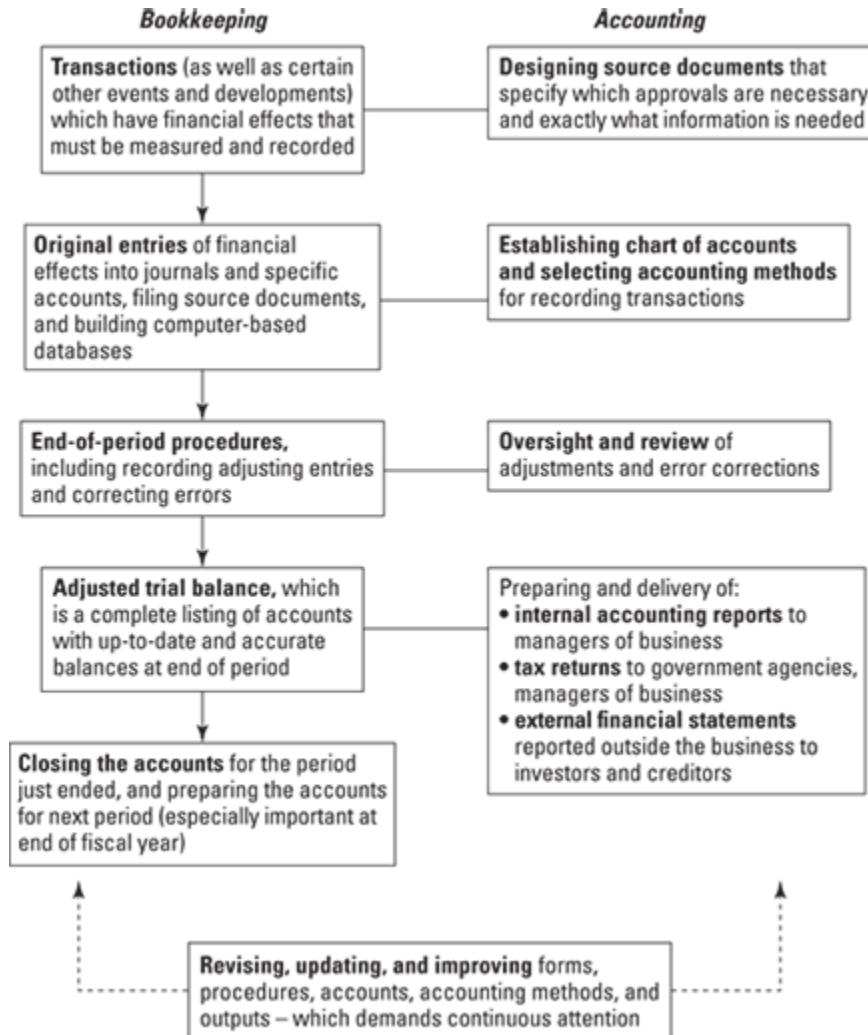 Bookkeeping
Accounting
Transactions (as well as certain
other events and developments)
which have financial effects that
must be measured and recorded
Designing source documents that
specify which approvals are necessary
and exactly what information is needed
Original entries of financial
effects into journals and specific
accounts, filing source documents,
and building computer-based
databases
Establishing chart of accounts
and selecting accounting methods
for recording transactions
End-of-period procedures,
including recording adjusting entries
and correcting errors
Oversight and review of
adjustments and error corrections
Adjusted trial balance, which
is a complete listing of accounts
with up-to-date and accurate
balances at end of period
Preparing and delivery of:
• internal accounting reports to
managers of business
• tax returns to government agencies,
managers of business
• external financial statements
reported outside the business to
investors and creditors
Closing the accounts for the period
just ended, and preparing the accounts
for next period (especially important at
end of fiscal year)
Revising, updating, and improving forms,
procedures, accounts, accounting methods, and
outputs – which demands continuous attention